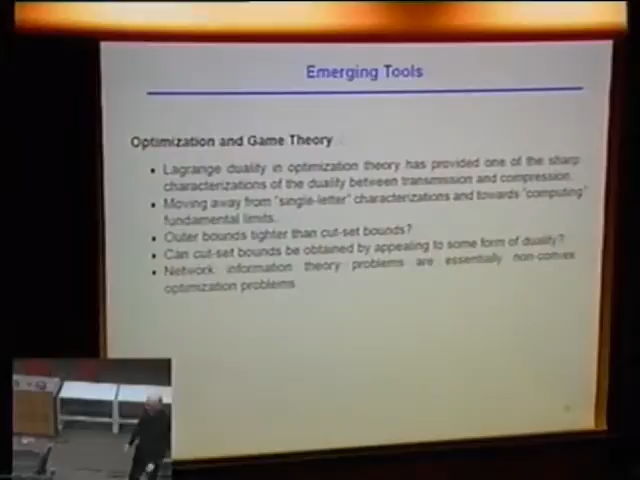 Emerging Tools
Optimization and Game Theory
• Lagrange duality in optimization theory has provided one of the sharp
characterizations of the duality between transmission and compression.
• Moving away from "single-letter" characterizations and towards "computing"
fundamental limits.
• Outer bounds tighter than cut-set bounds?
• Can cut-set bounds be obtained by appealing to some form of duality?
• Network information theory problems are essentially non-convex
optimization problems